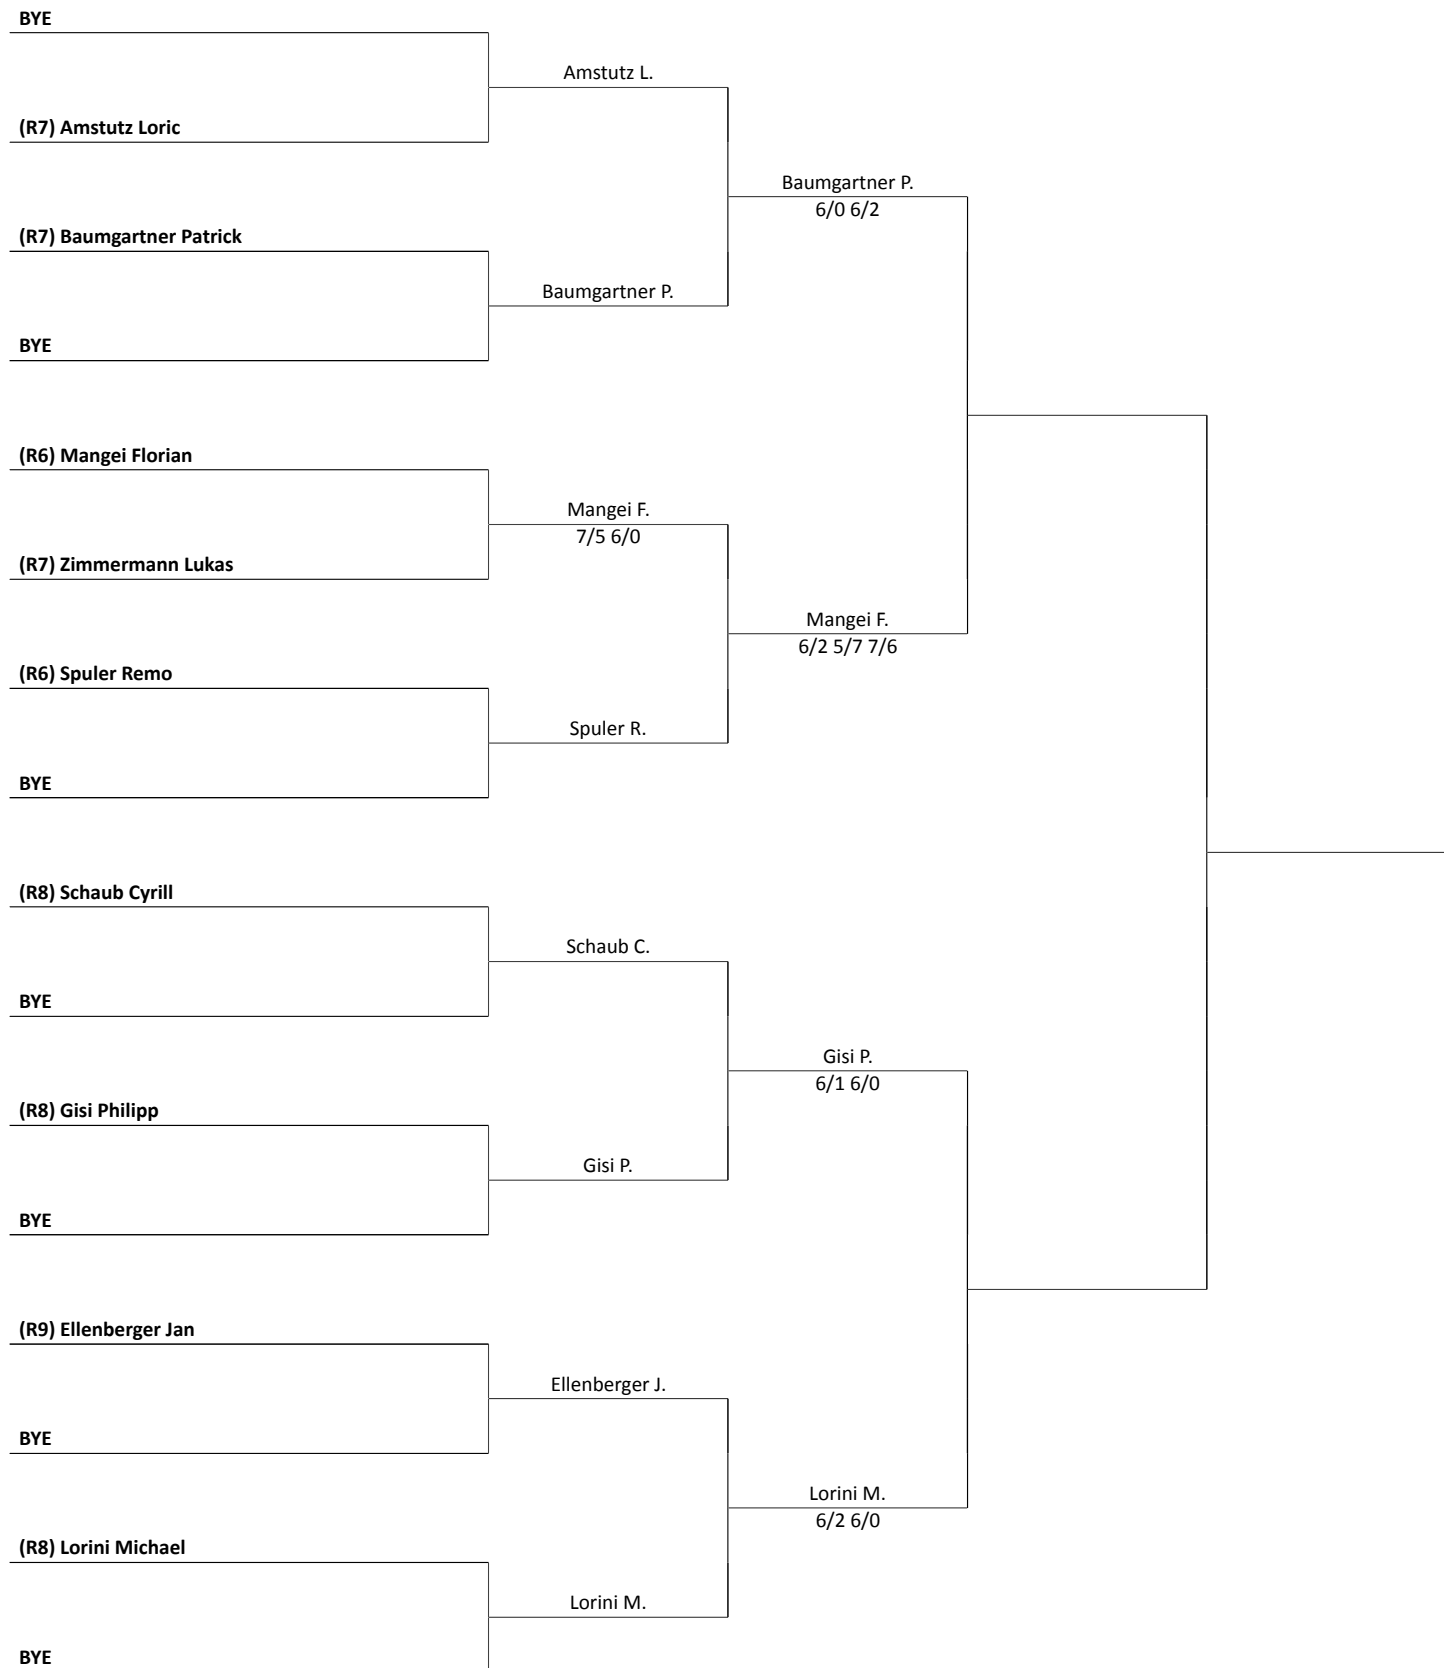 BYE
Amstutz L.
(R7) Amstutz Loric
Baumgartner P.
6/0 6/2
(R7) Baumgartner Patrick
Baumgartner P.
BYE
(R6) Mangei Florian
Mangei F.
7/5 6/0
(R7) Zimmermann Lukas
Mangei F.
6/2 5/7 7/6
(R6) Spuler Remo
Spuler R.
BYE
(R8) Schaub Cyrill
Schaub C.
BYE
Gisi P.
6/1 6/0
(R8) Gisi Philipp
Gisi P.
BYE
(R9) Ellenberger Jan
Ellenberger J.
BYE
Lorini M.
6/2 6/0
(R8) Lorini Michael
Lorini M.
BYE